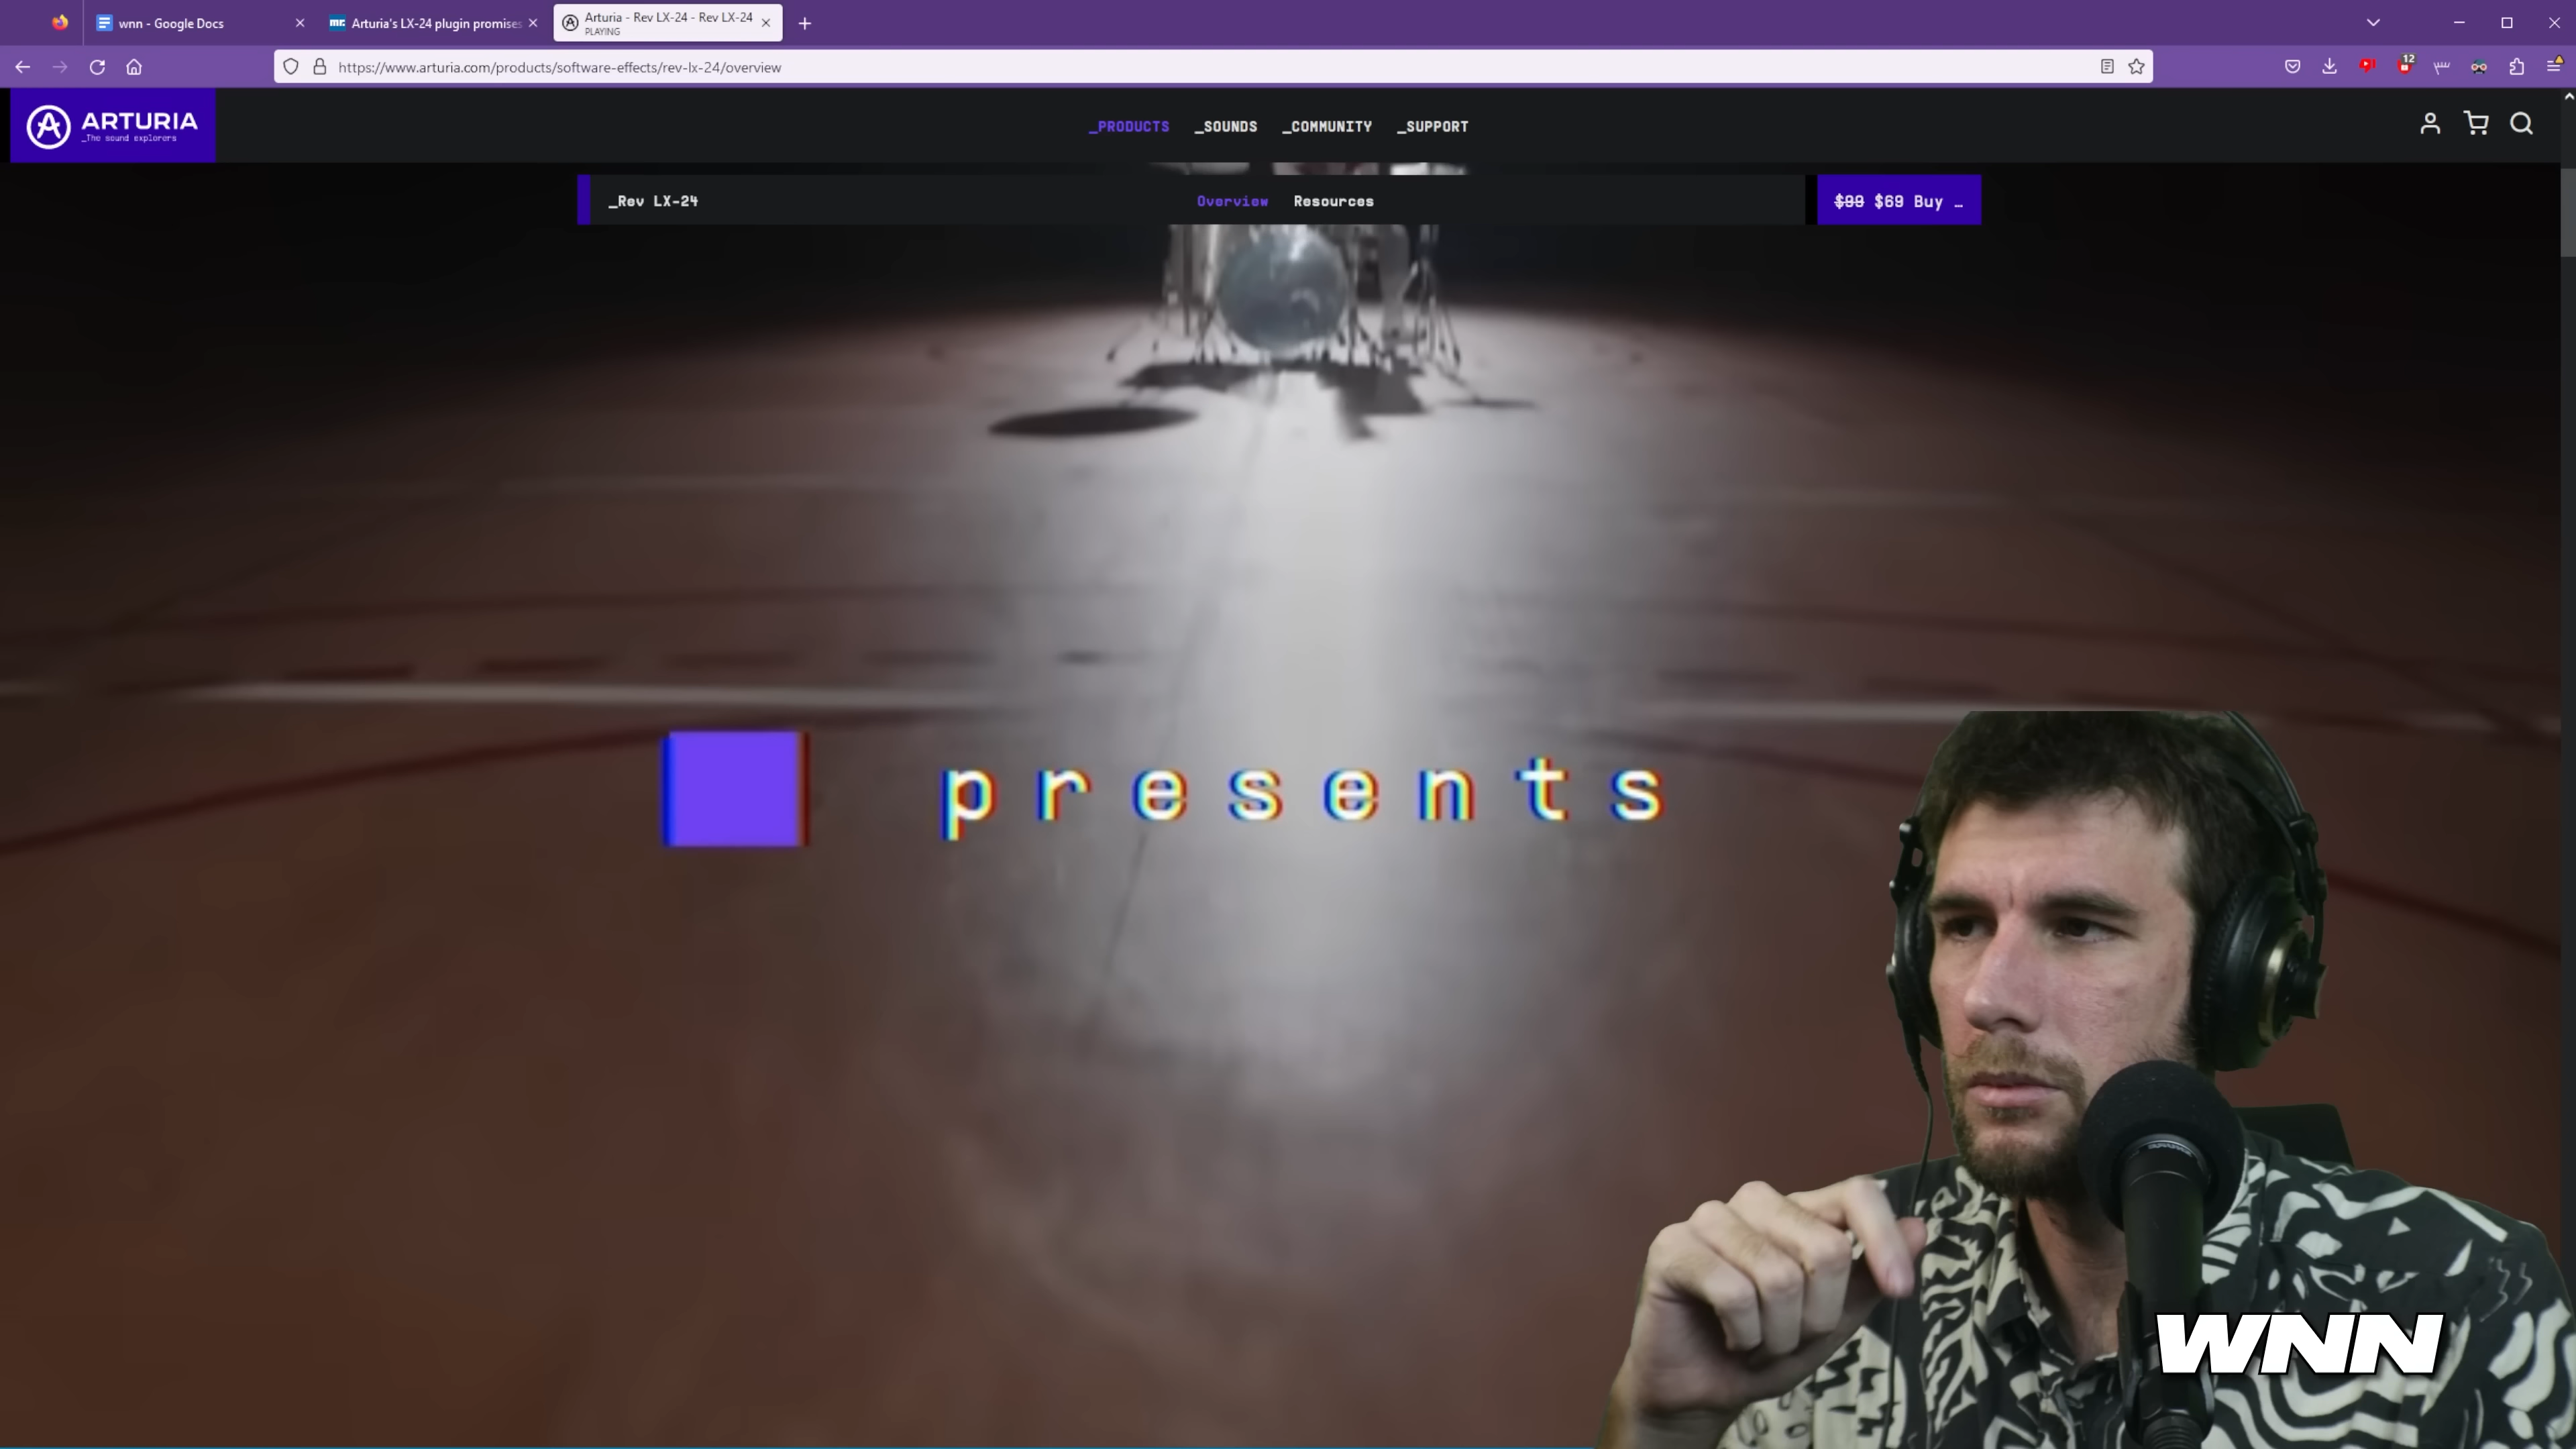 wnn - Google Docs
Arturia's LX-24 plugin promises
Arturia - Rev LX-24 - Rev LX-24
PLAYING
https://www.arturia.com/products/software-effects/rev-lx-24/overview
12
ARTURIA
_The sound explorers
_PRODUCTS
_SOUNDS
_COMMUNITY
_SUPPORT
_Rev LX-24
Overview
Resources
$99 $69 Buy …
presents
WNN